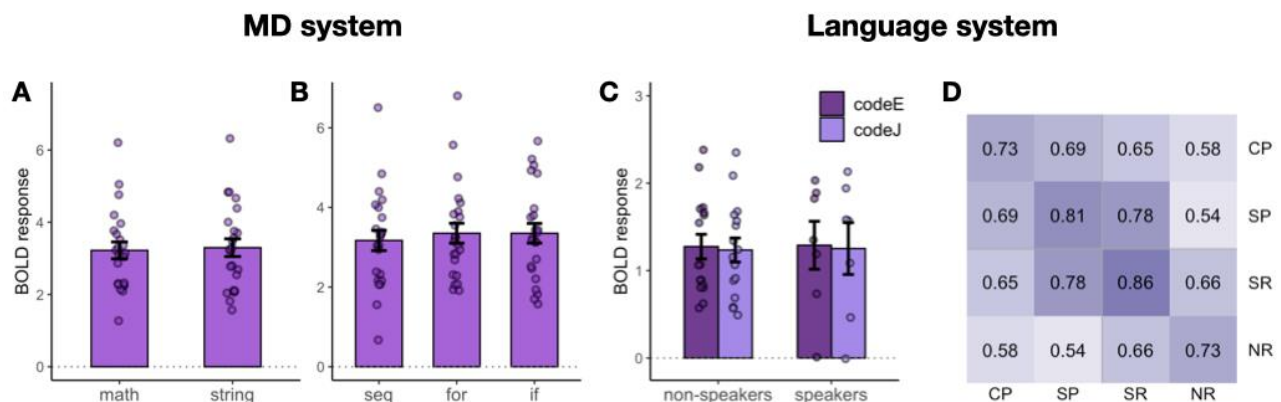 MD system
Language system
A
BOLD response
6
4
2
0
math
string
B
6
4
2
0
seq
for
if
C
BOLD response
3
2
1
0
codeE
codeJ
non-speakers
speakers
D
0.73 0.69 0.65 0.58 CP
0.69 0.81 0.78 0.54 SP
0.65 0.78 0.86 0.66 SR
0.58 0.54 0.66 0.73 NR
CP SP SR NR